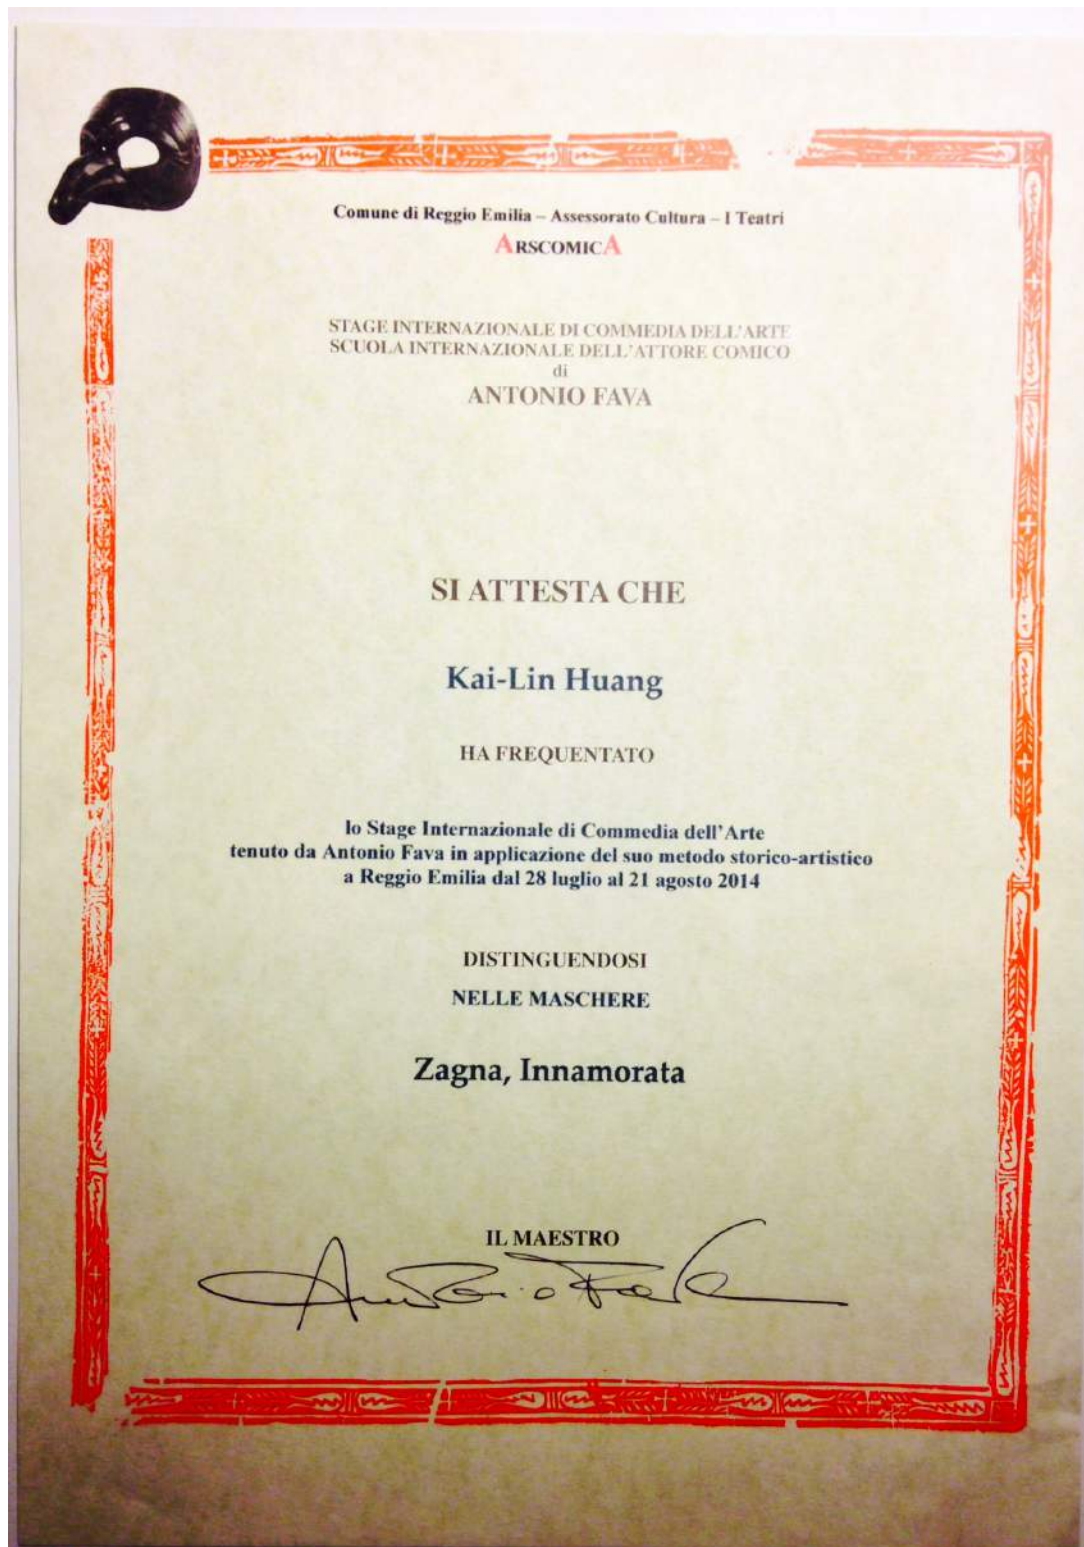 Comune di Reggio Emilia – Assessorato Cultura – I Teatri
ARSCOMICA
STAGE INTERNAZIONALE DI COMMEDIA DELL'ARTE
SCUOLA INTERNAZIONALE DELL'ATTORE COMICO
di
ANTONIO FAVA
SI ATTESTA CHE
Kai-Lin Huang
HA FREQUENTATO
lo Stage Internazionale di Commedia dell'Arte
tenuto da Antonio Fava in applicazione del suo metodo storico-artistico
a Reggio Emilia dal 28 luglio al 21 agosto 2014
DISTINGUENDOSI
NELLE MASCHERE
Zagna, Innamorata
IL MAESTRO
Antonio Fava